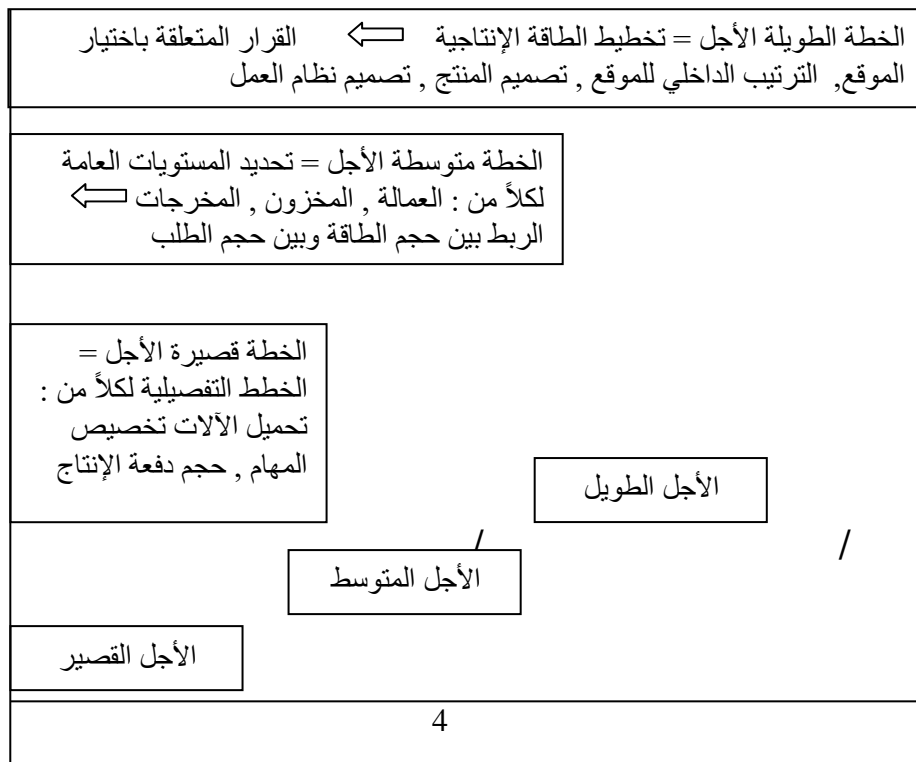 الخطة الطويلة الأجل = تخطيط الطاقة الإنتاجية ⇐ القرار المتعلقة باختيار
الموقع, الترتيب الداخلي للموقع , تصميم المنتج , تصميم نظام العمل
الخطة متوسطة الأجل = تحديد المستويات العامة
لكلاً من : العمالة , المخزون , المخرجات ⇐
الربط بين حجم الطاقة وبين حجم الطلب
الخطة قصيرة الأجل =
الخطط التفصيلية لكلاً من :
تحميل الآلات تخصيص
المهام , حجم دفعة الإنتاج
الأجل الطويل
/ /
الأجل المتوسط
الأجل القصير
4